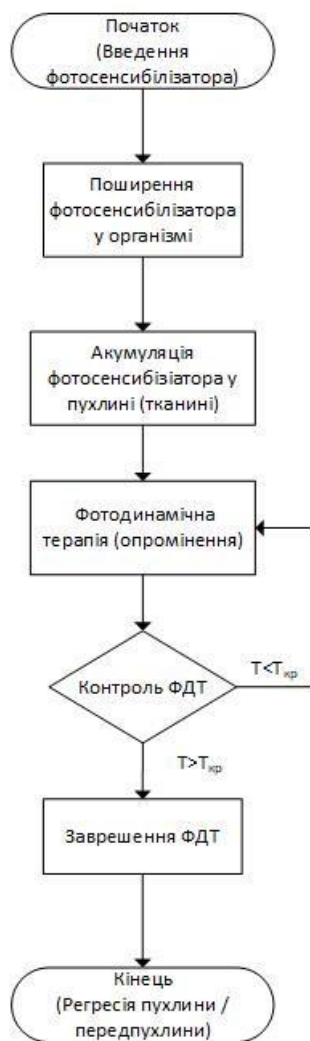 Початок
(Введення
фотосенсибілізатора)
Поширення
фотосенсибілізатора
у організмі
Акумуляція
фотосенсибізіатора у
пухлині (тканині)
Фотодинамічна
терапія (опромінення)
Контроль ФДТ
T<Tкр
T>Tкр
Заврешення ФДТ
Кінець
(Регресія пухлини /
передпухлини)